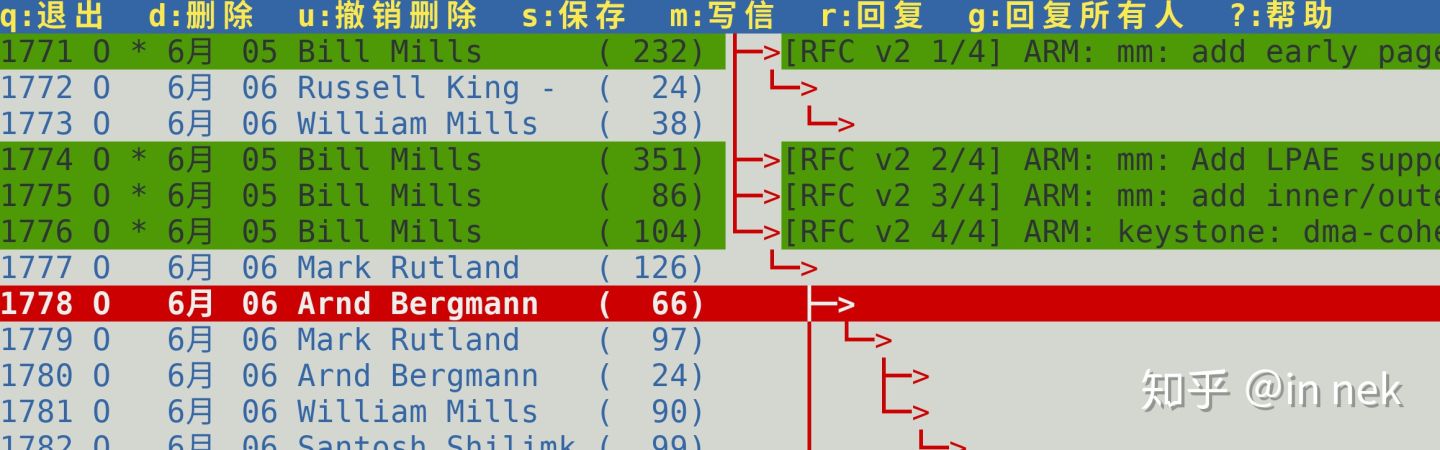 q:退出 d:删除 u:撤销删除 s:保存 m:写信 r:回复 g:回复所有人 ?:帮助
1771 O * 6月 05 Bill Mills ( 232) ├─>[RFC v2 1/4] ARM: mm: add early page
1772 O 6月 06 Russell King - ( 24) └─>
1773 O 6月 06 William Mills ( 38) └─>
1774 O * 6月 05 Bill Mills ( 351) ├─>[RFC v2 2/4] ARM: mm: Add LPAE suppo
1775 O * 6月 05 Bill Mills ( 86) ├─>[RFC v2 3/4] ARM: mm: add inner/oute
1776 O * 6月 05 Bill Mills ( 104) └─>[RFC v2 4/4] ARM: keystone: dma-cohe
1777 O 6月 06 Mark Rutland ( 126) └─>
1778 O 6月 06 Arnd Bergmann ( 66) ├─>
1779 O 6月 06 Mark Rutland ( 97) └─>
1780 O 6月 06 Arnd Bergmann ( 24) ├─>
1781 O 6月 06 William Mills ( 90) └─>
1782 O 6月 06 Santosh Shilimk ( 99) └─>
知乎 @in nek